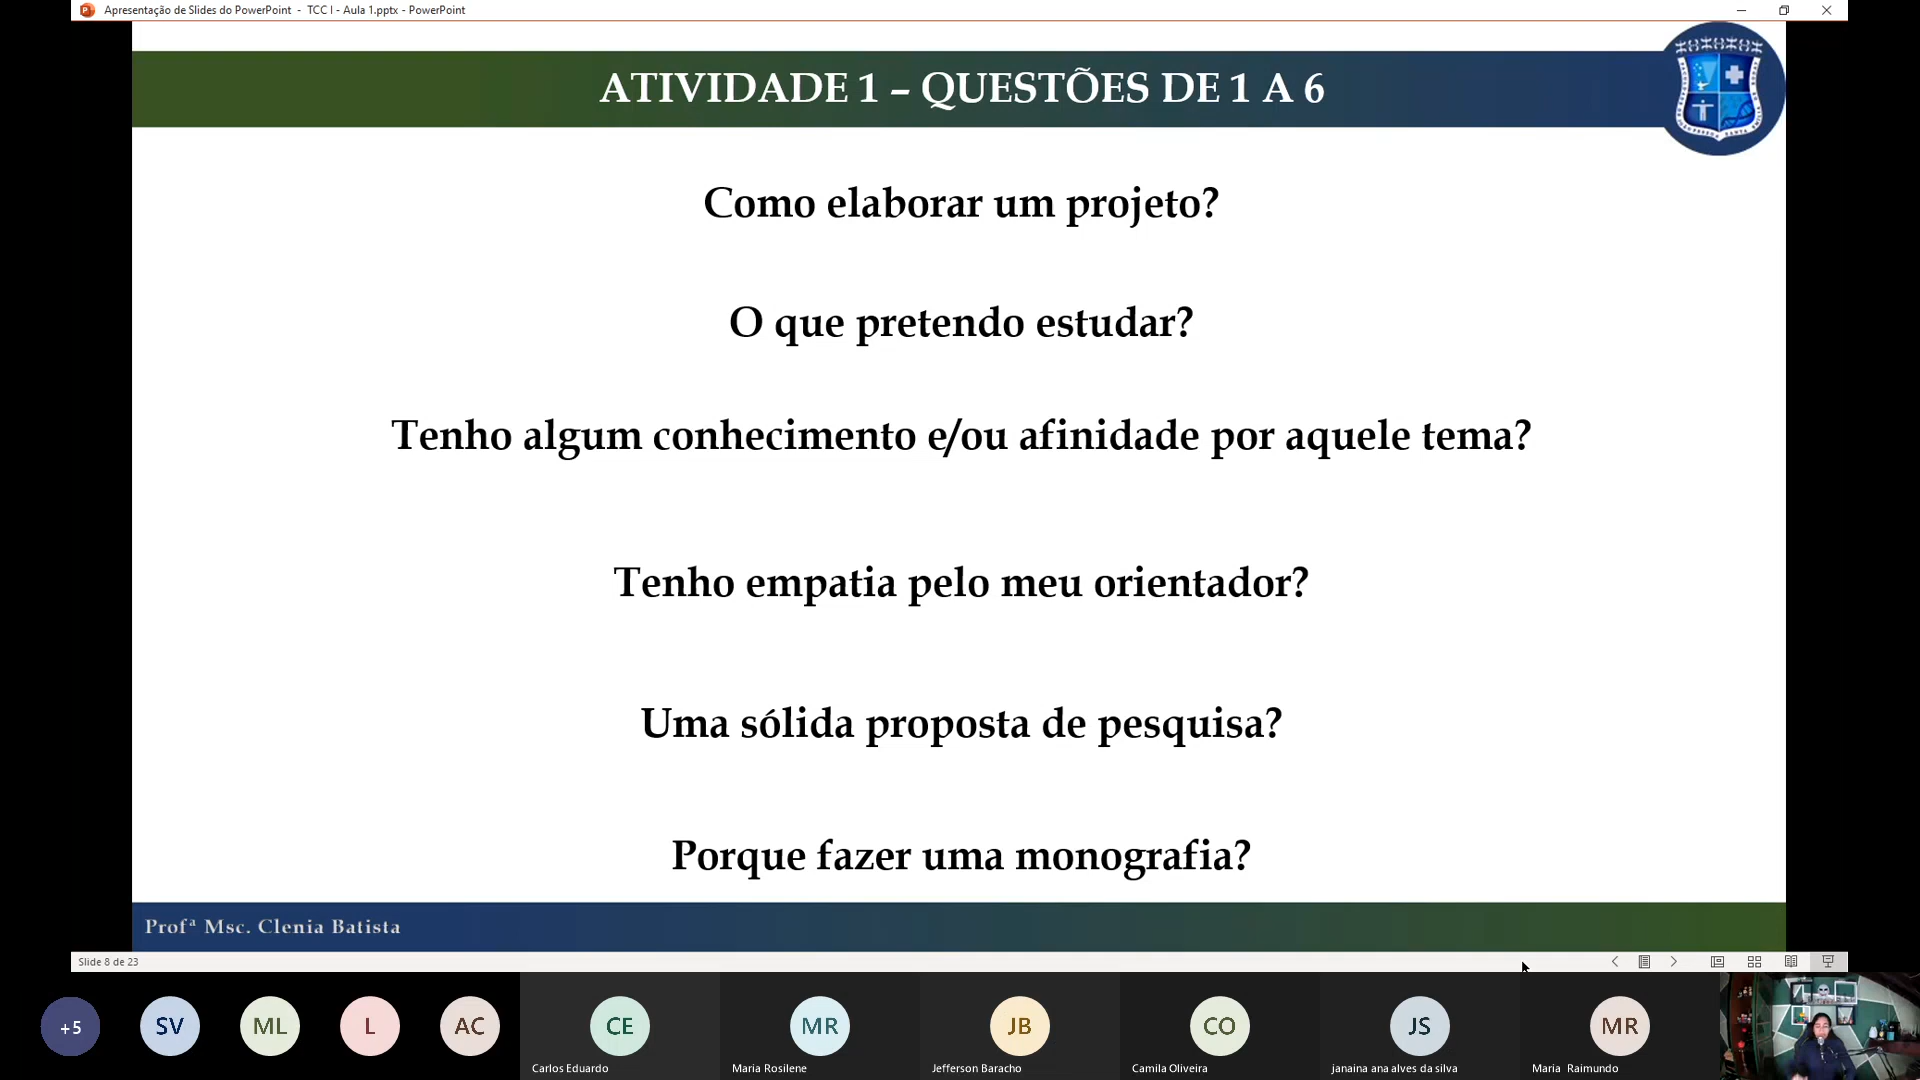 Apresentação de Slides do PowerPoint - TCC I - Aula 1.pptx - PowerPoint
ATIVIDADE 1 – QUESTÕES DE 1 A 6
Como elaborar um projeto?
O que pretendo estudar?
Tenho algum conhecimento e/ou afinidade por aquele tema?
Tenho empatia pelo meu orientador?
Uma sólida proposta de pesquisa?
Porque fazer uma monografia?
Profª Msc. Clenia Batista
Slide 8 de 23
+5 SV ML L AC CE MR JB CO JS MR
Carlos Eduardo Maria Rosilene Jefferson Baracho Camila Oliveira janaina ana alves da silva Maria Raimundo